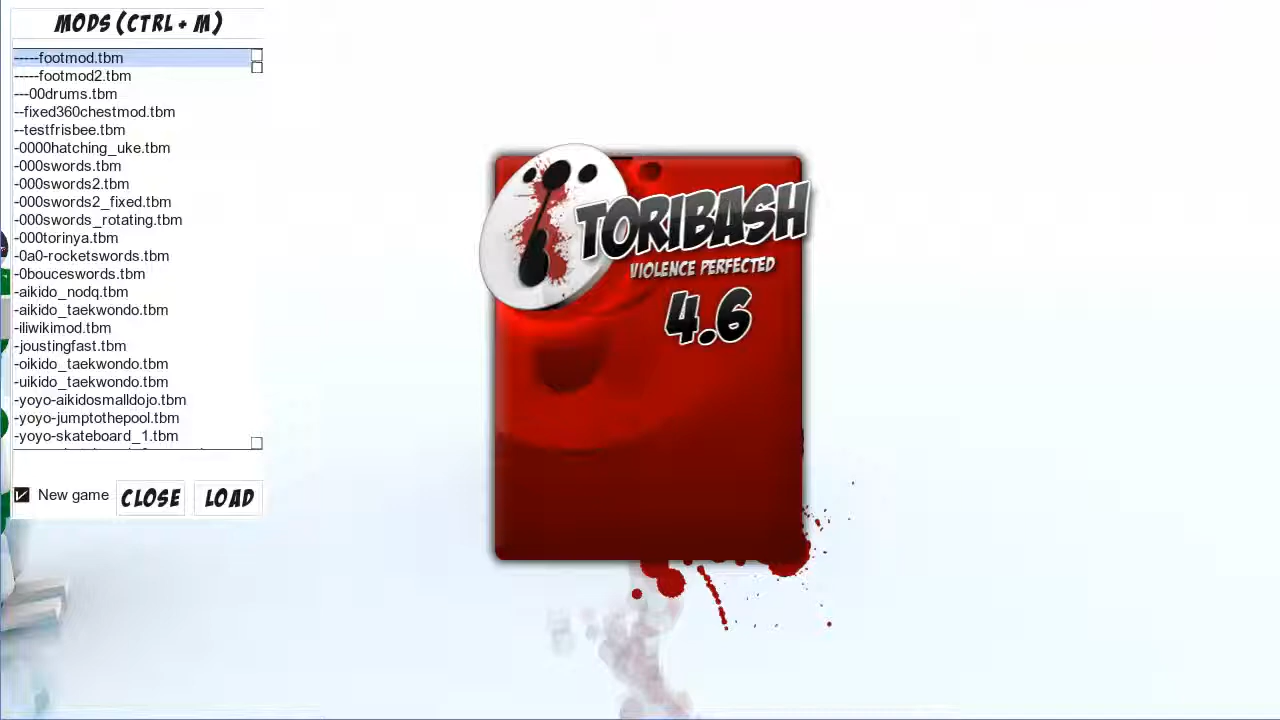 MODS (CTRL + M)
-----footmod.tbm
-----footmod2.tbm
---00drums.tbm
--fixed360chestmod.tbm
--testfrisbee.tbm
-0000hatching_uke.tbm
-000swords.tbm
-000swords2.tbm
-000swords2_fixed.tbm
-000swords_rotating.tbm
-000torinya.tbm
-0a0-rocketswords.tbm
-0bouceswords.tbm
-aikido_nodq.tbm
-aikido_taekwondo.tbm
-iliwikimod.tbm
-joustingfast.tbm
-oikido_taekwondo.tbm
-uikido_taekwondo.tbm
-yoyo-aikidosmalldojo.tbm
-yoyo-jumptothepool.tbm
-yoyo-skateboard_1.tbm
New game
CLOSE
LOAD
TORIBASH
VIOLENCE PERFECTED
4.6